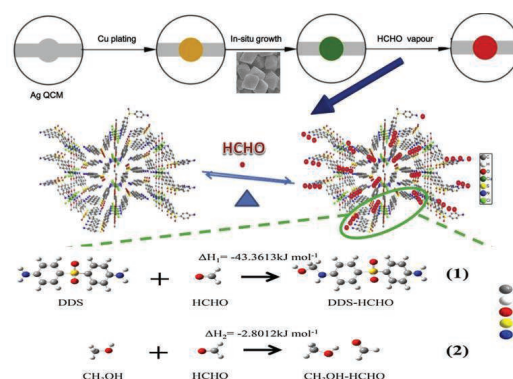 Cu plating In-situ growth HCHO vapour
Ag QCM
HCHO
ΔH₁= -43.3613kJ mol⁻¹
+ (1)
DDS HCHO DDS-HCHO
ΔH₂= -2.8012kJ mol⁻¹
+ (2)
CH₃OH HCHO CH₃OH-HCHO